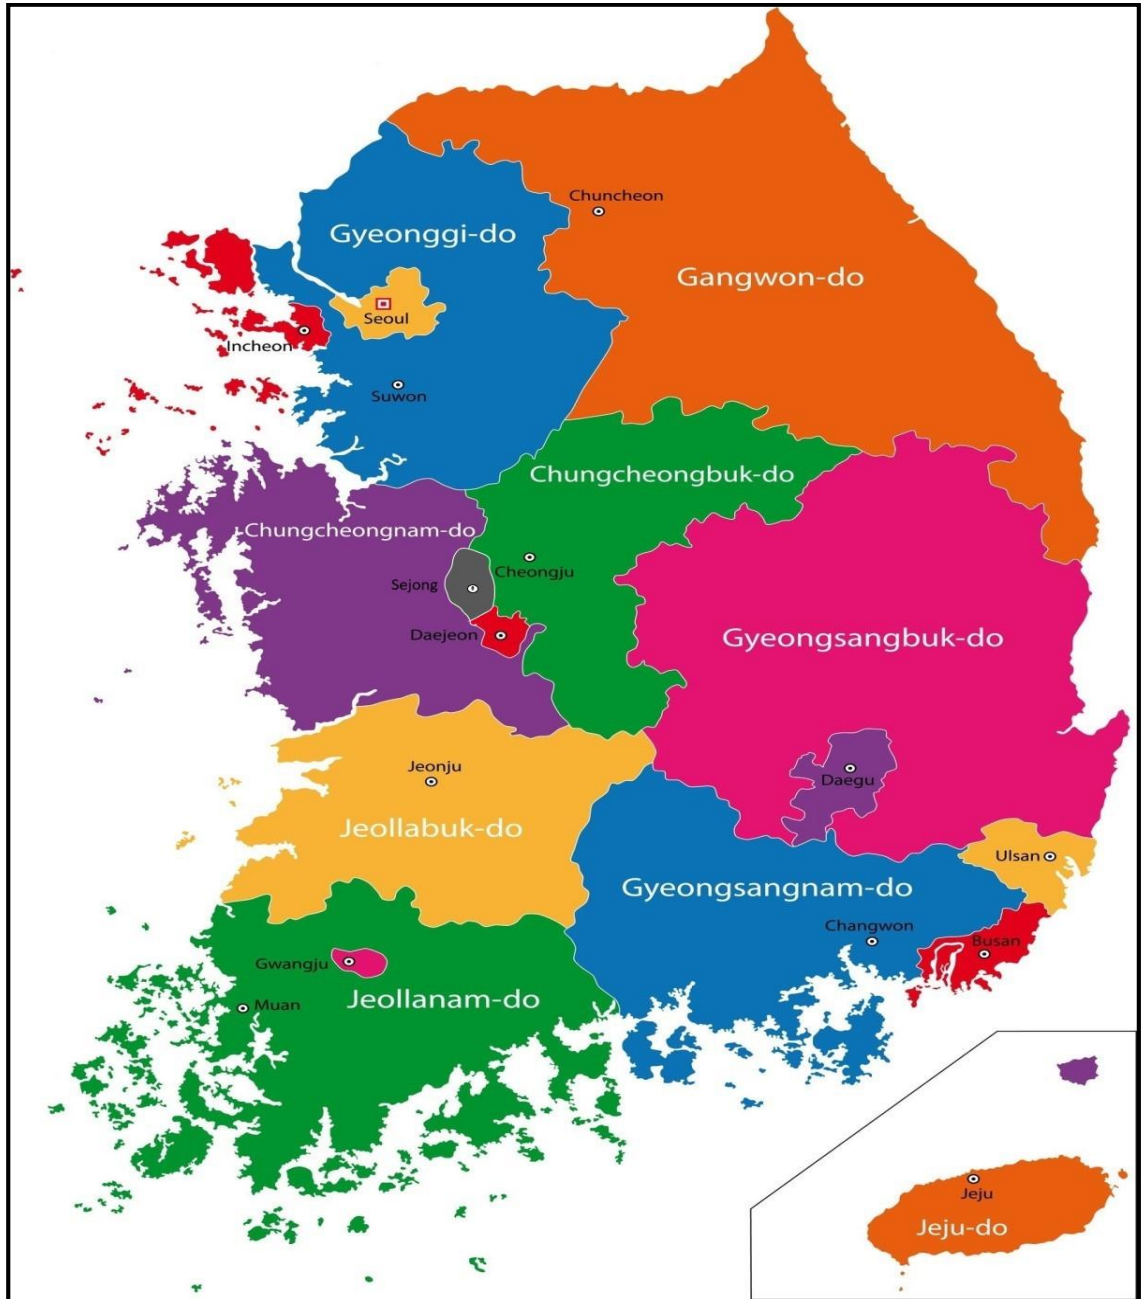 Chuncheon
Gyeonggi-do
Gangwon-do
Seoul
Incheon
Suwon
Chungcheongbuk-do
Chungcheongnam-do
Cheongju
Sejong
Daejeon
Gyeongsangbuk-do
Jeonju
Daegu
Jeollabuk-do
Ulsan
Gyeongsangnam-do
Changwon
Busan
Gwangju
Jeollanam-do
Muan
Jeju
Jeju-do